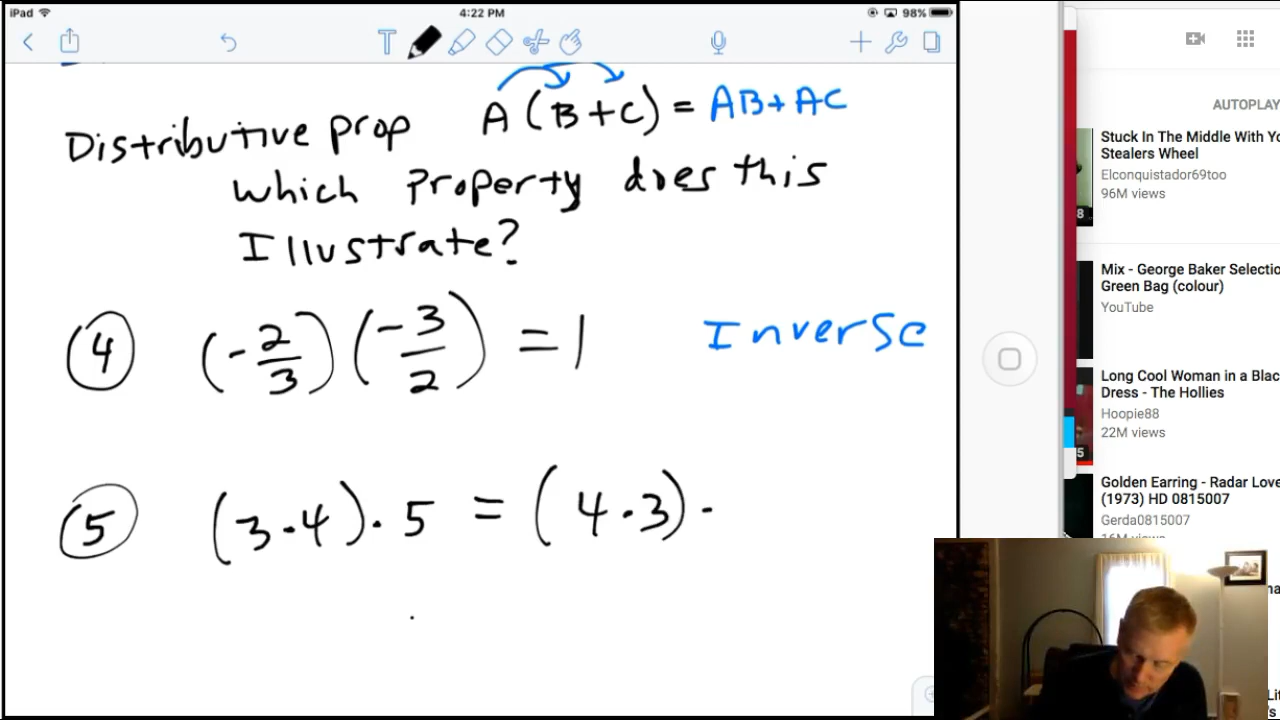 iPad
4:22 PM
98%
A(B+C) = AB+AC
Distributive prop
which property does this
Illustrate?
4 (-2/3)(-3/2) = 1 Inverse
5 (3·4)·5 = (4·3)·
AUTOPLAY
Stuck In The Middle With Yo
Stealers Wheel
Elconquistador69too
96M views
8
Mix - George Baker Selectio
Green Bag (colour)
YouTube
Long Cool Woman in a Blac
Dress - The Hollies
Hoopie88
22M views
5
Golden Earring - Radar Love
(1973) HD 0815007
Gerda0815007